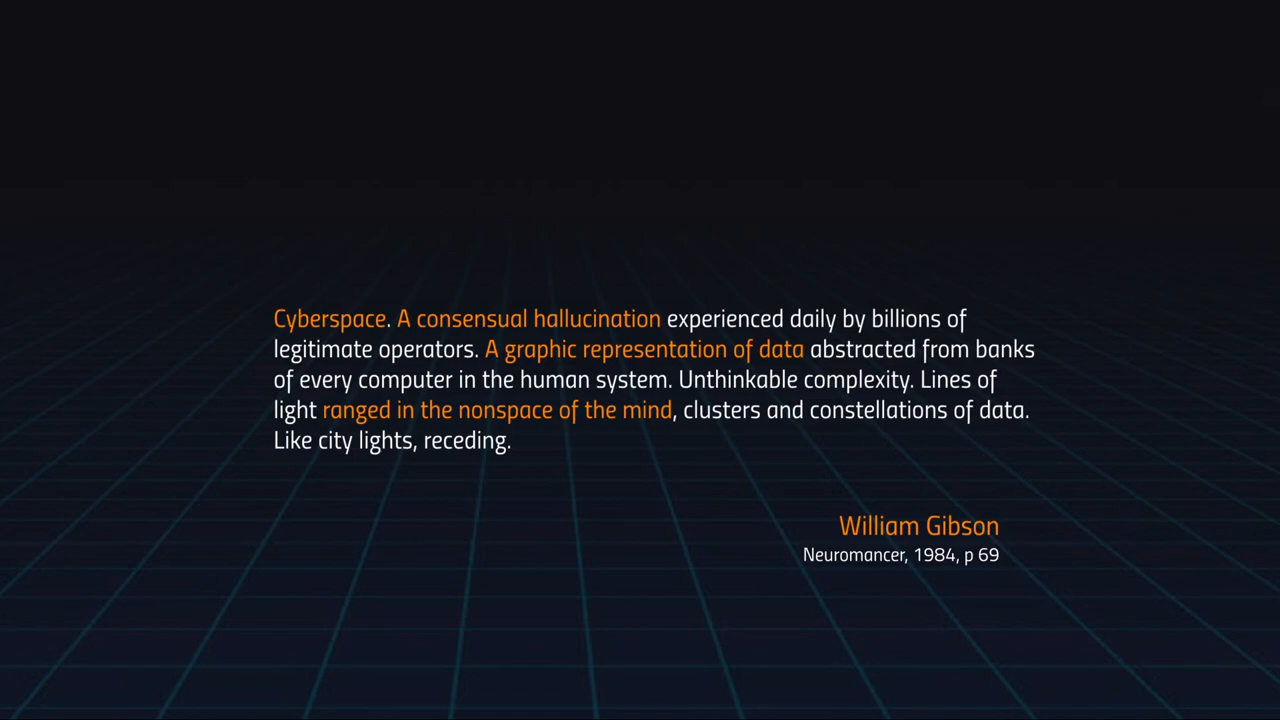 Cyberspace. A consensual hallucination experienced daily by billions of
legitimate operators. A graphic representation of data abstracted from banks
of every computer in the human system. Unthinkable complexity. Lines of
light ranged in the nonspace of the mind, clusters and constellations of data.
Like city lights, receding.
William Gibson
Neuromancer, 1984, p 69